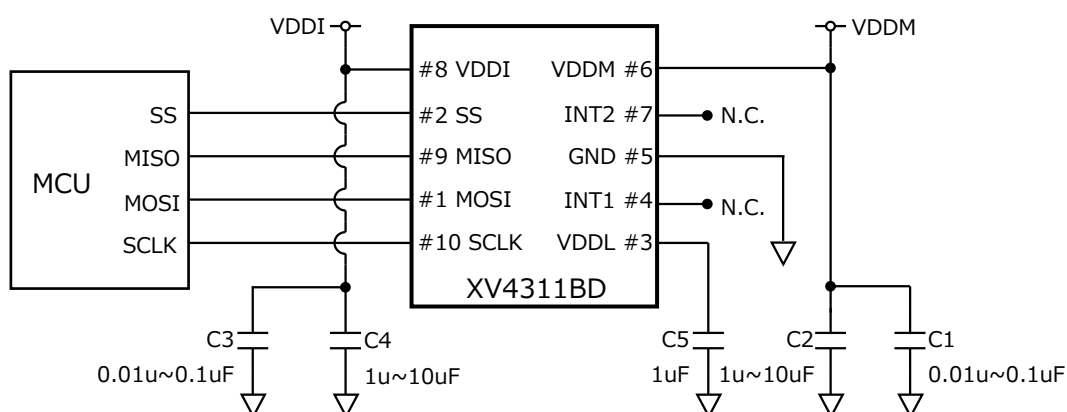 VDDI
VDDM
#8 VDDI
VDDM #6
SS
#2 SS
INT2 #7
N.C.
MISO
#9 MISO
GND #5
MCU
MOSI
#1 MOSI
INT1 #4
N.C.
SCLK
#10 SCLK
VDDL #3
XV4311BD
C3
C4
C5
C2
C1
0.01u~0.1uF
1u~10uF
1uF
1u~10uF
0.01u~0.1uF